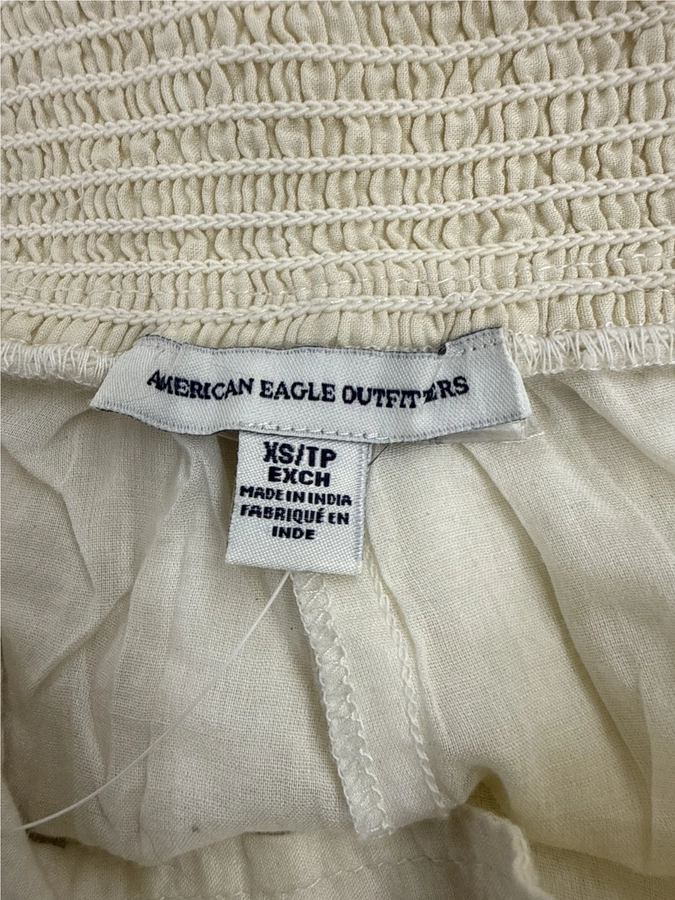 AMERICAN EAGLE OUTFITTERS
XS/TP
EXCH
MADE IN INDIA
FABRIQUÉ EN
INDE